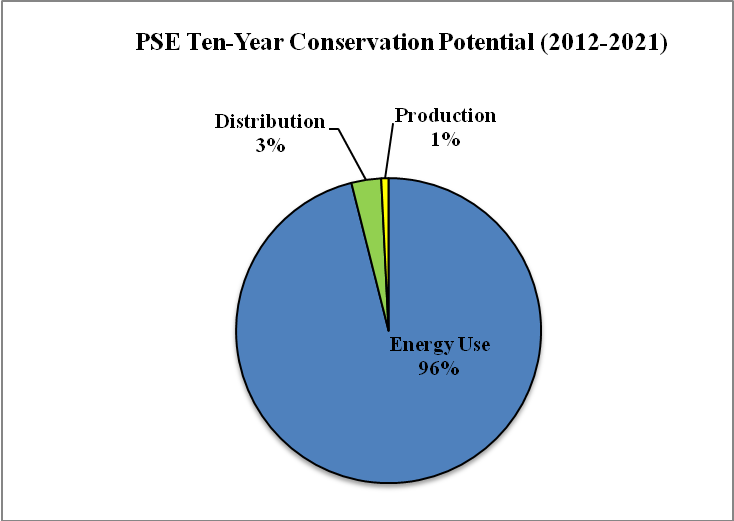 PSE Ten-Year Conservation Potential (2012-2021)
Distribution
3%
Production
1%
Energy Use
96%